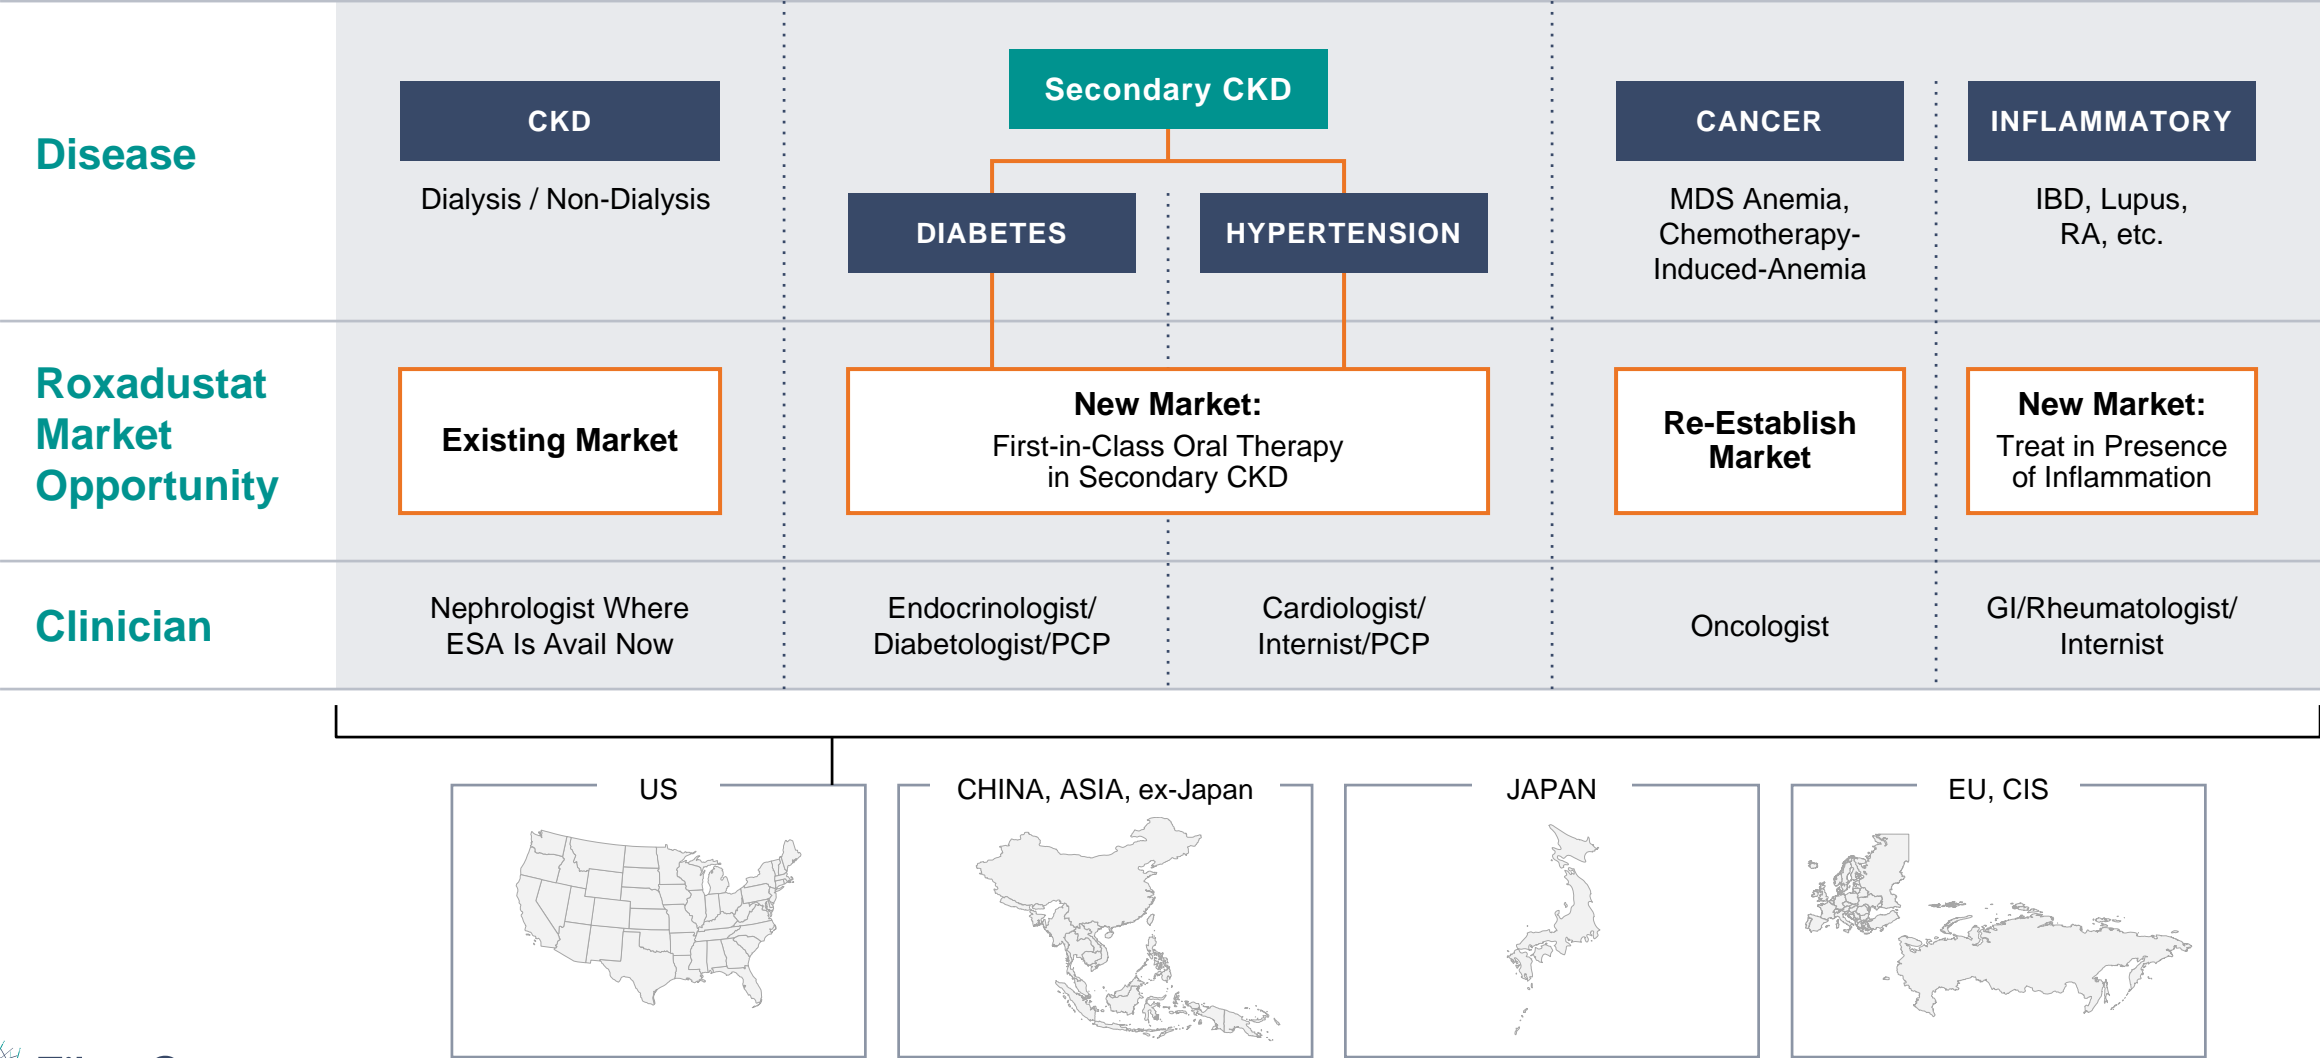 Disease
CKD
Dialysis / Non-Dialysis
Secondary CKD
DIABETES
HYPERTENSION
CANCER
MDS Anemia,
Chemotherapy-
Induced-Anemia
INFLAMMATORY
IBD, Lupus,
RA, etc.
Roxadustat
Market
Opportunity
Existing Market
New Market:
First-in-Class Oral Therapy
in Secondary CKD
Re-Establish
Market
New Market:
Treat in Presence
of Inflammation
Clinician
Nephrologist Where
ESA Is Avail Now
Endocrinologist/
Diabetologist/PCP
Cardiologist/
Internist/PCP
Oncologist
GI/Rheumatologist/
Internist
US
CHINA, ASIA, ex-Japan
JAPAN
EU, CIS